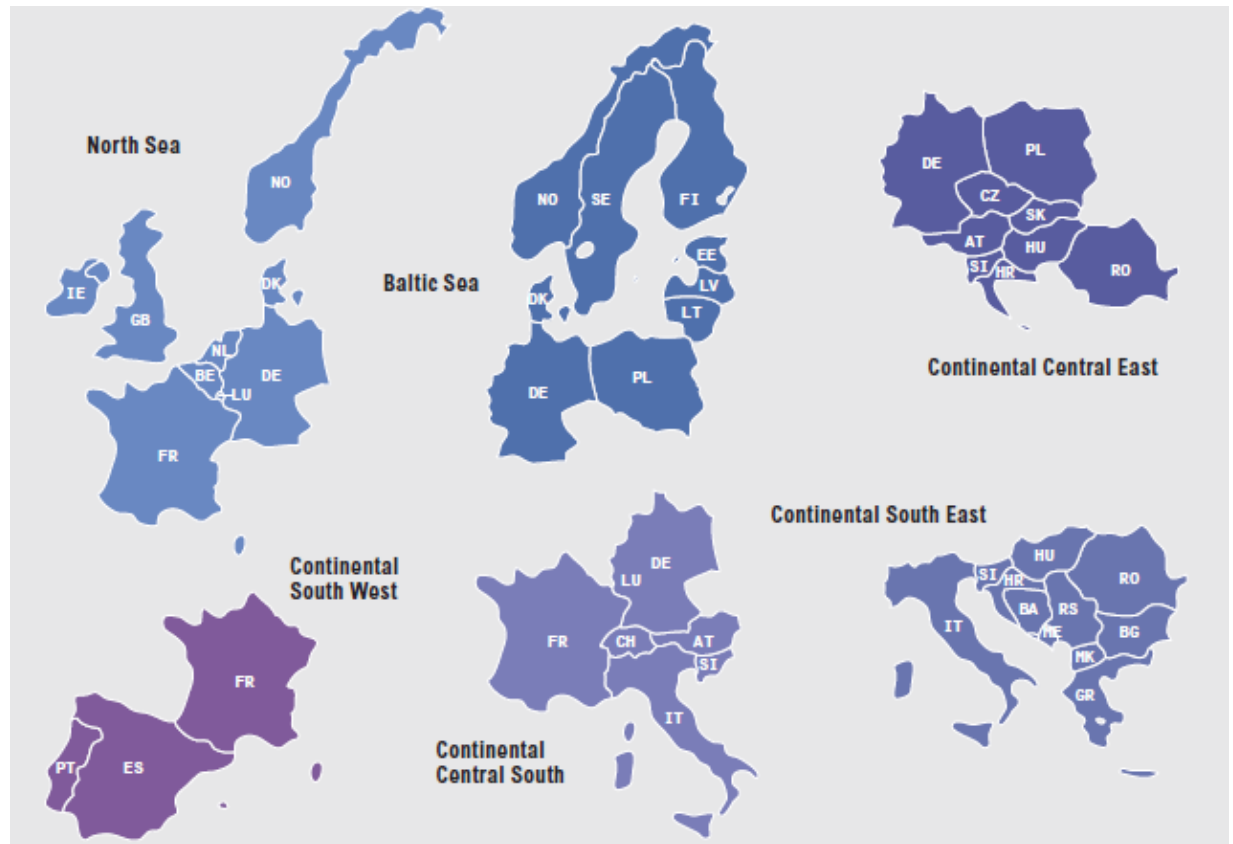 North Sea
NO
IE
GB
DK
NL
BE
DE
LU
FR
Baltic Sea
NO
SE
FI
EE
LV
LT
DK
DE
PL
DE
PL
CZ
SK
AT
HU
SI
HR
RO
Continental Central East
Continental
South West
FR
PT
ES
DE
LU
FR
CH
AT
SI
IT
Continental
Central South
Continental South East
HU
SI
HR
RO
BA
RS
IT
ME
BG
MK
GR